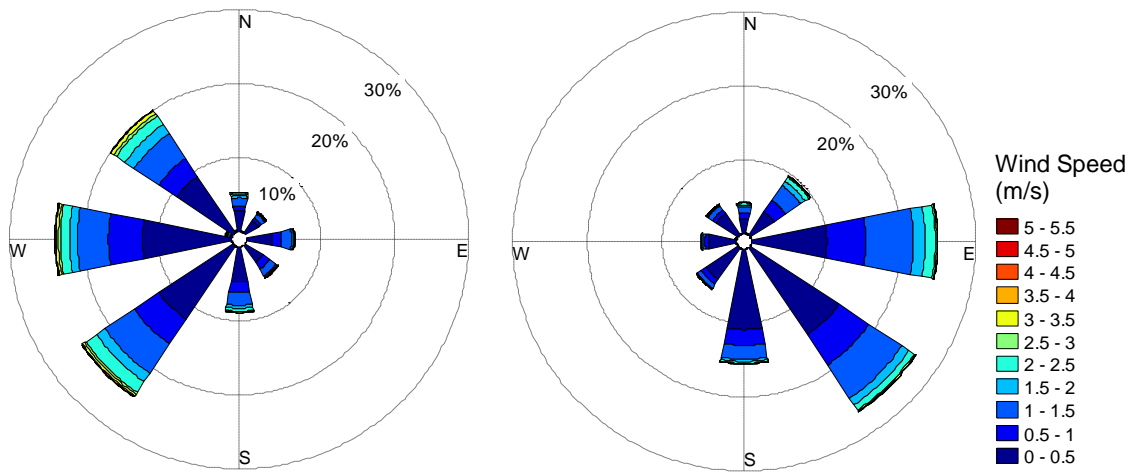 N
30%
20%
10%
W
E
S
N
30%
20%
W
E
S
Wind Speed
(m/s)
5 - 5.5
4.5 - 5
4 - 4.5
3.5 - 4
3 - 3.5
2.5 - 3
2 - 2.5
1.5 - 2
1 - 1.5
0.5 - 1
0 - 0.5